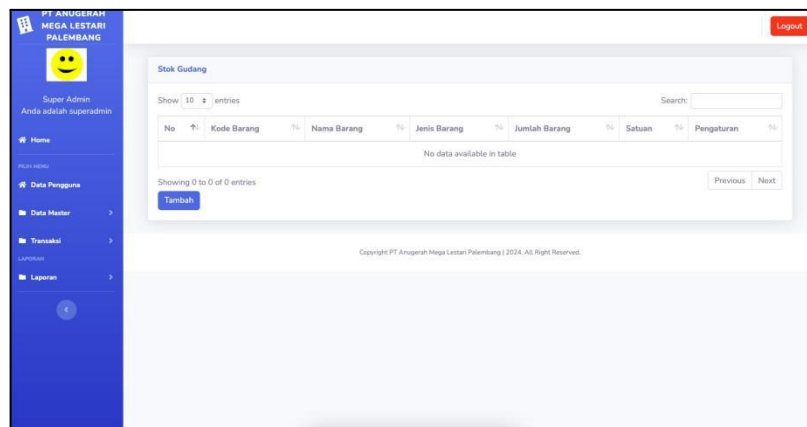 PT ANUGERAH
MEGA LESTARI
PALEMBANG
Super Admin
Anda adalah superadmin
Home
PILIH MENU
Data Pengguna
Data Master
Transaksi
LAPORAN
Laporan
Logout
Stok Gudang
Show 10 entries
Search:
No Kode Barang Nama Barang Jenis Barang Jumlah Barang Satuan Pengaturan
No data available in table
Showing 0 to 0 of 0 entries
Previous Next
Tambah
Copyright PT Anugerah Mega Lestari Palembang | 2024. All Right Reserved.